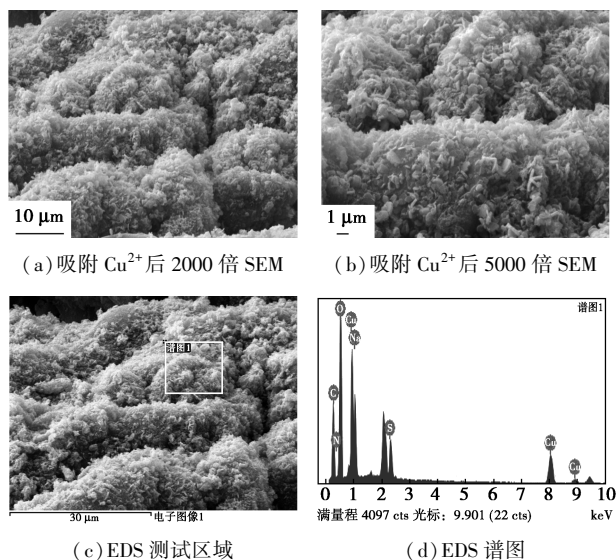 10 μm
1 μm
(a)吸附 Cu²⁺后 2000 倍 SEM
(b)吸附 Cu²⁺后 5000 倍 SEM
谱图1
30 μm
电子图像1
谱图1
O
Cu
Na
C
N
S
Cu
Cu
0 1 2 3 4 5 6 7 8 9 10
满量程 4097 cts 光标: 9.901 (22 cts)
keV
(c)EDS 测试区域
(d)EDS 谱图